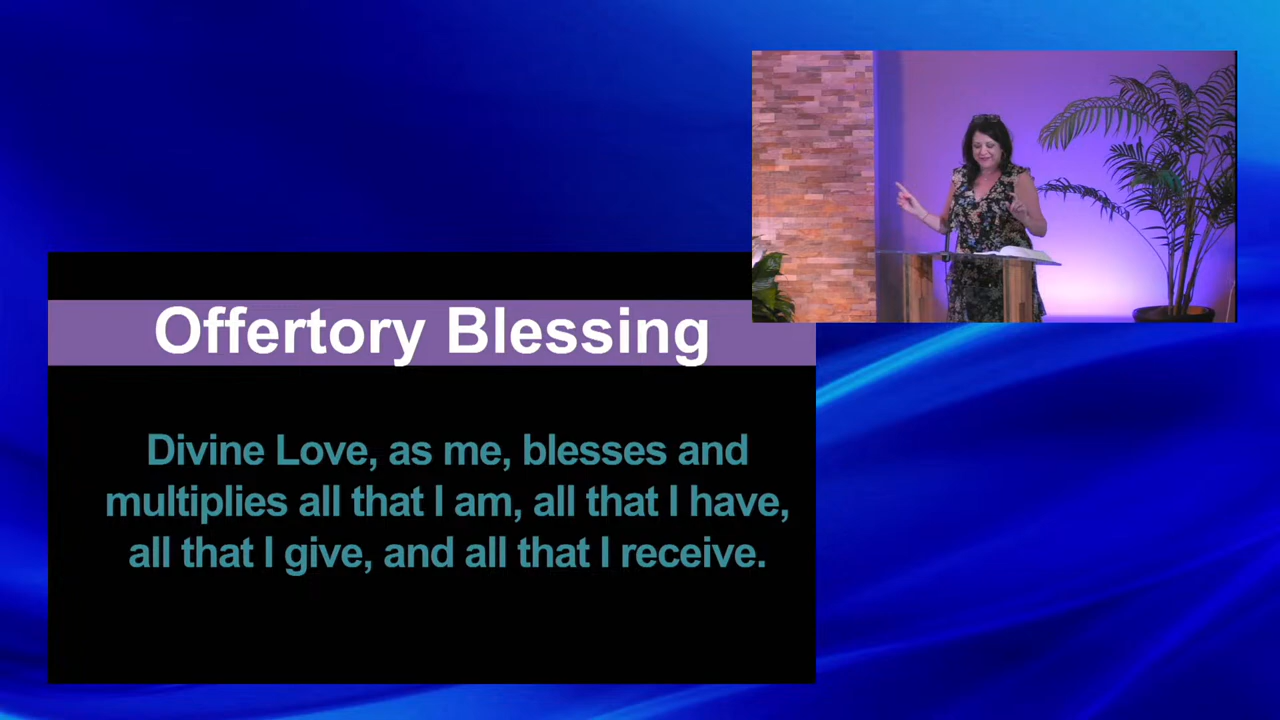 Offertory Blessing
Divine Love, as me, blesses and
multiplies all that I am, all that I have,
all that I give, and all that I receive.